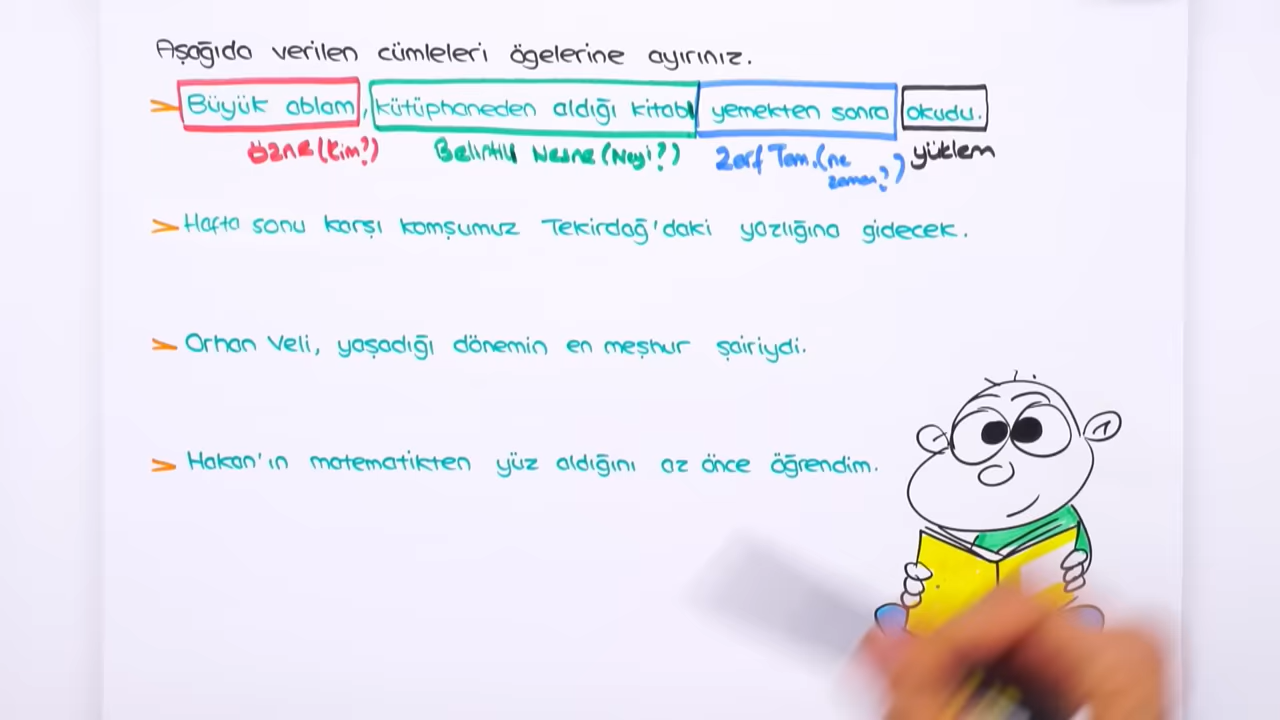 Aşağıda verilen cümleleri ögelerine ayırınız.
➤ Büyük ablam, kütüphaneden aldığı kitabı yemekten sonra okudu.
Özne (Kim?) Belirtili Nesne (Neyi?) Zarf Tam. (ne zaman?) yüklem
➤ Hafta sonu karşı komşumuz Tekirdağ'daki yazlığına gidecek.
➤ Orhan Veli, yaşadığı dönemin en meşhur şairiydi.
➤ Hakan'ın matematikten yüz aldığını az önce öğrendim.